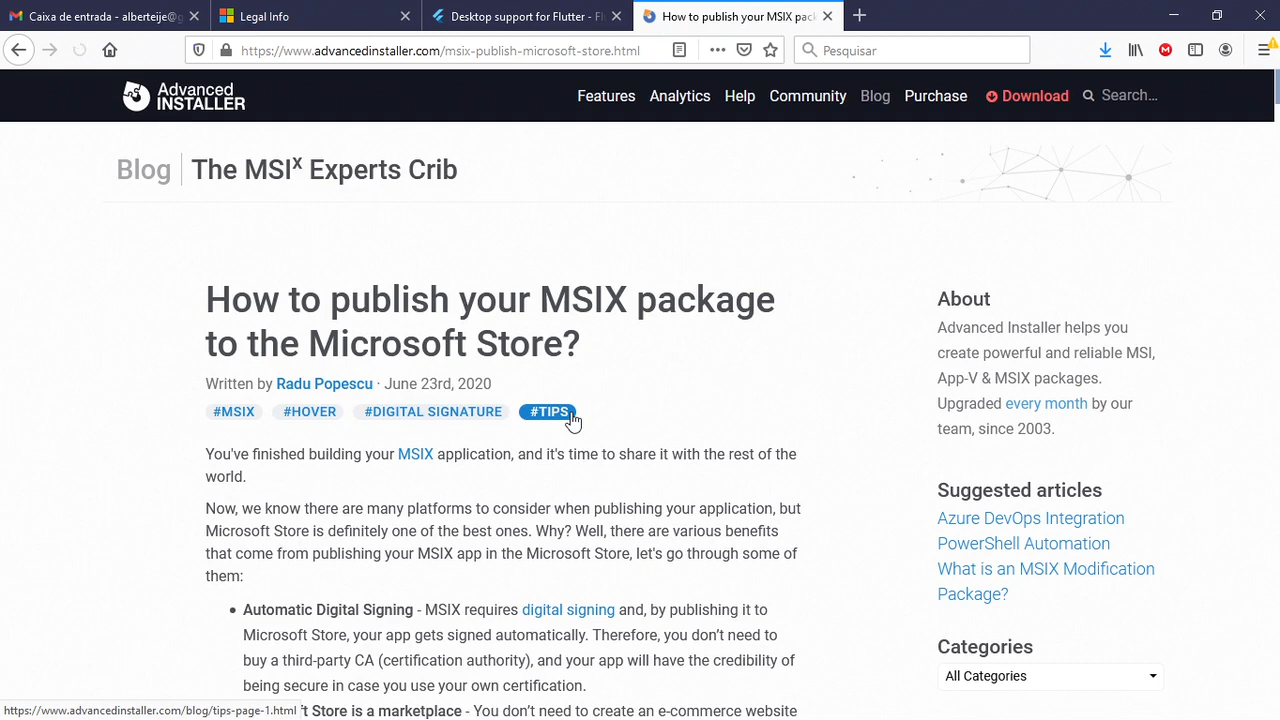 Caixa de entrada - alberteije@g
Legal Info
Desktop support for Flutter - Fl
How to publish your MSIX pack
https://www.advancedinstaller.com/msix-publish-microsoft-store.html
Pesquisar
Advanced
INSTALLER
Features
Analytics
Help
Community
Blog
Purchase
Download
Search...
Blog
The MSIX Experts Crib
How to publish your MSIX package
to the Microsoft Store?
Written by Radu Popescu · June 23rd, 2020
#MSIX #HOVER #DIGITAL SIGNATURE #TIPS
You've finished building your MSIX application, and it's time to share it with the rest of the
world.
Now, we know there are many platforms to consider when publishing your application, but
Microsoft Store is definitely one of the best ones. Why? Well, there are various benefits
that come from publishing your MSIX app in the Microsoft Store, let's go through some of
them:
• Automatic Digital Signing - MSIX requires digital signing and, by publishing it to
Microsoft Store, your app gets signed automatically. Therefore, you don't need to
buy a third-party CA (certification authority), and your app will have the credibility of
being secure in case you use your own certification.
t Store is a marketplace - You don't need to create an e-commerce website
About
Advanced Installer helps you
create powerful and reliable MSI,
App-V & MSIX packages.
Upgraded every month by our
team, since 2003.
Suggested articles
Azure DevOps Integration
PowerShell Automation
What is an MSIX Modification
Package?
Categories
All Categories
https://www.advancedinstaller.com/blog/tips-page-1.html